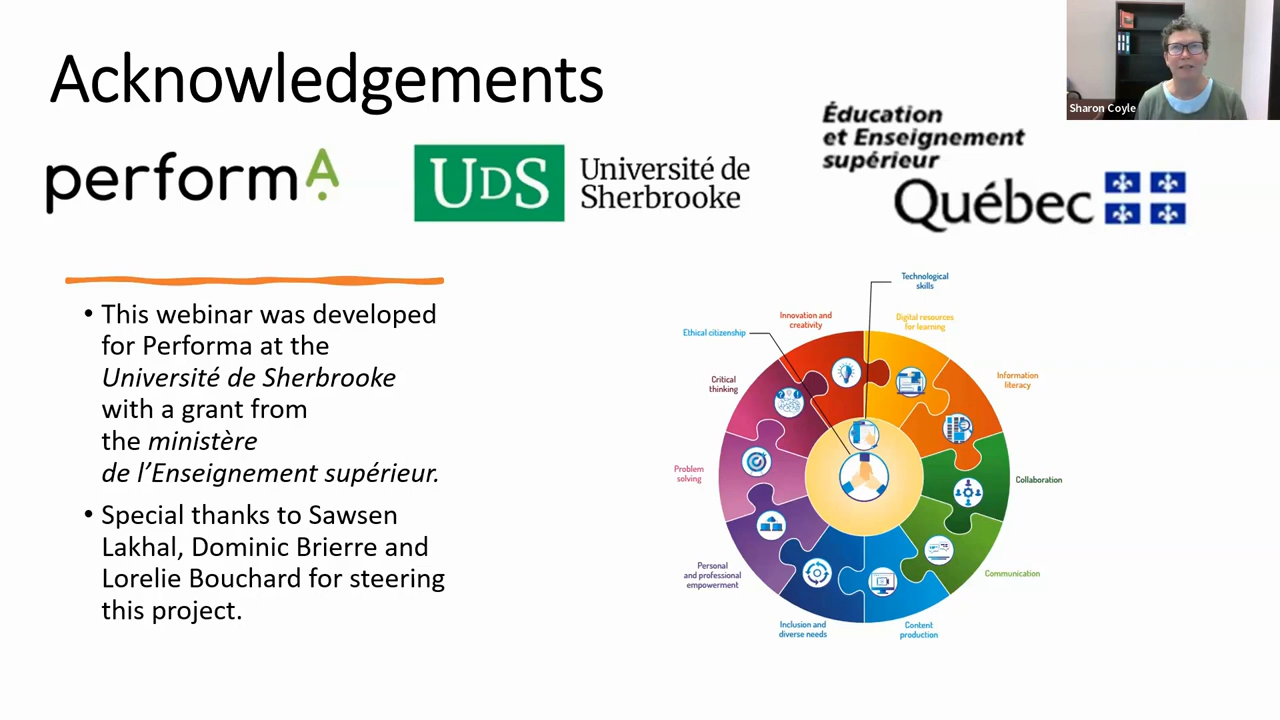 Acknowledgements
Sharon Coyle
performA
UDS
Université de
Sherbrooke
Éducation
et Enseignement
supérieur
Québec
• This webinar was developed
for Performa at the
Université de Sherbrooke
with a grant from
the ministère
de l’Enseignement supérieur.
• Special thanks to Sawsen
Lakhal, Dominic Brierre and
Lorelie Bouchard for steering
this project.
Technological
skills
Innovation and
creativity
Digital resources
for learning
Ethical citizenship
Critical
thinking
Information
literacy
Problem
solving
Collaboration
Personal
and professional
empowerment
Communication
Inclusion and
diverse needs
Content
production